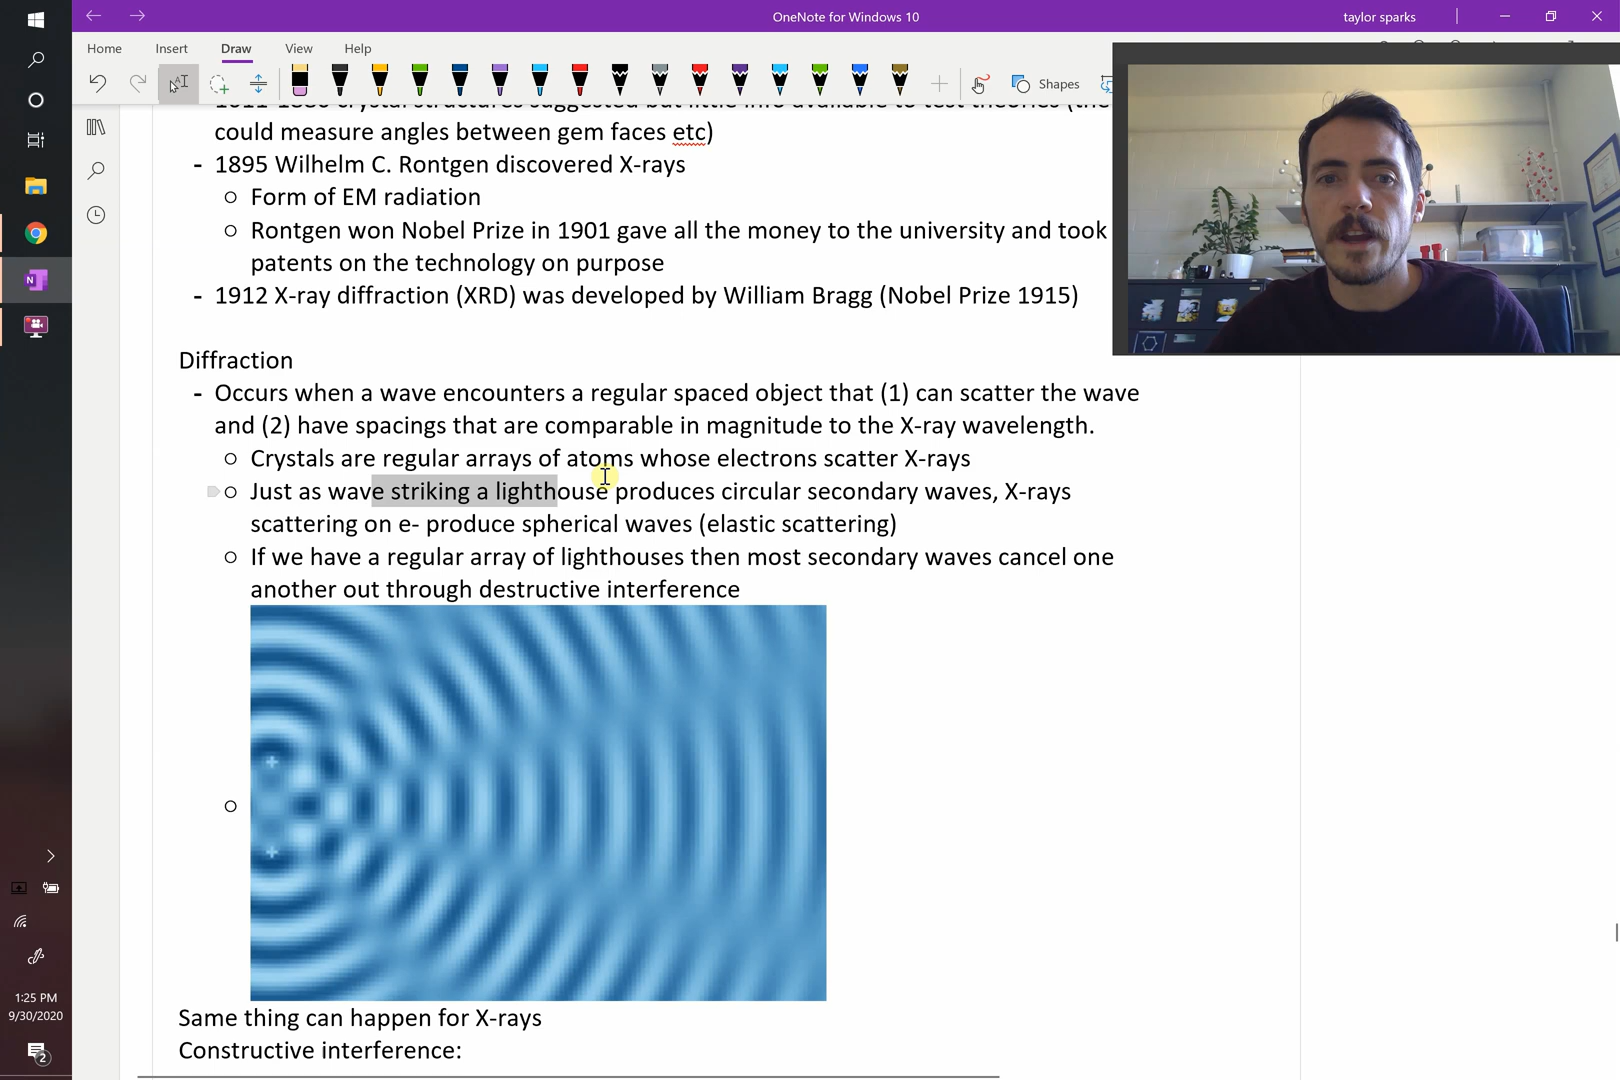 OneNote for Windows 10
taylor sparks
Home
Insert
Draw
View
Help
Shapes
could measure angles between gem faces etc)
- 1895 Wilhelm C. Rontgen discovered X-rays
○ Form of EM radiation
○ Rontgen won Nobel Prize in 1901 gave all the money to the university and took
patents on the technology on purpose
- 1912 X-ray diffraction (XRD) was developed by William Bragg (Nobel Prize 1915)
Diffraction
- Occurs when a wave encounters a regular spaced object that (1) can scatter the wave
and (2) have spacings that are comparable in magnitude to the X-ray wavelength.
○ Crystals are regular arrays of atoms whose electrons scatter X-rays
○ Just as wave striking a lighthouse produces circular secondary waves, X-rays
scattering on e- produce spherical waves (elastic scattering)
○ If we have a regular array of lighthouses then most secondary waves cancel one
another out through destructive interference
Same thing can happen for X-rays
Constructive interference:
1:25 PM
9/30/2020
2